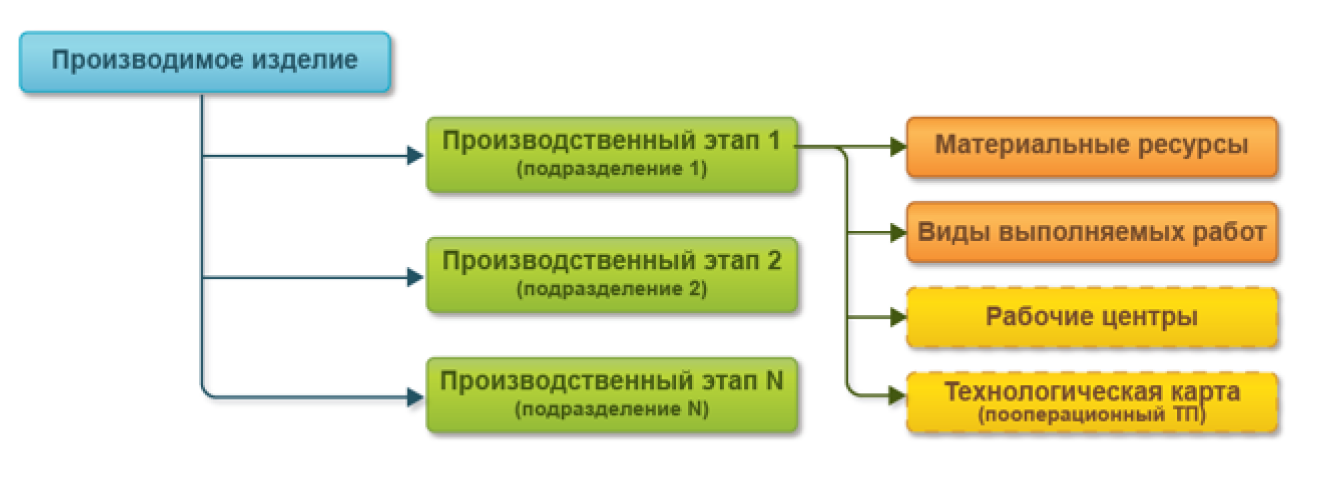 Производимое изделие
Производственный этап 1
(подразделение 1)
Производственный этап 2
(подразделение 2)
Производственный этап N
(подразделение N)
Материальные ресурсы
Виды выполняемых работ
Рабочие центры
Технологическая карта
(пооперационный ТП)